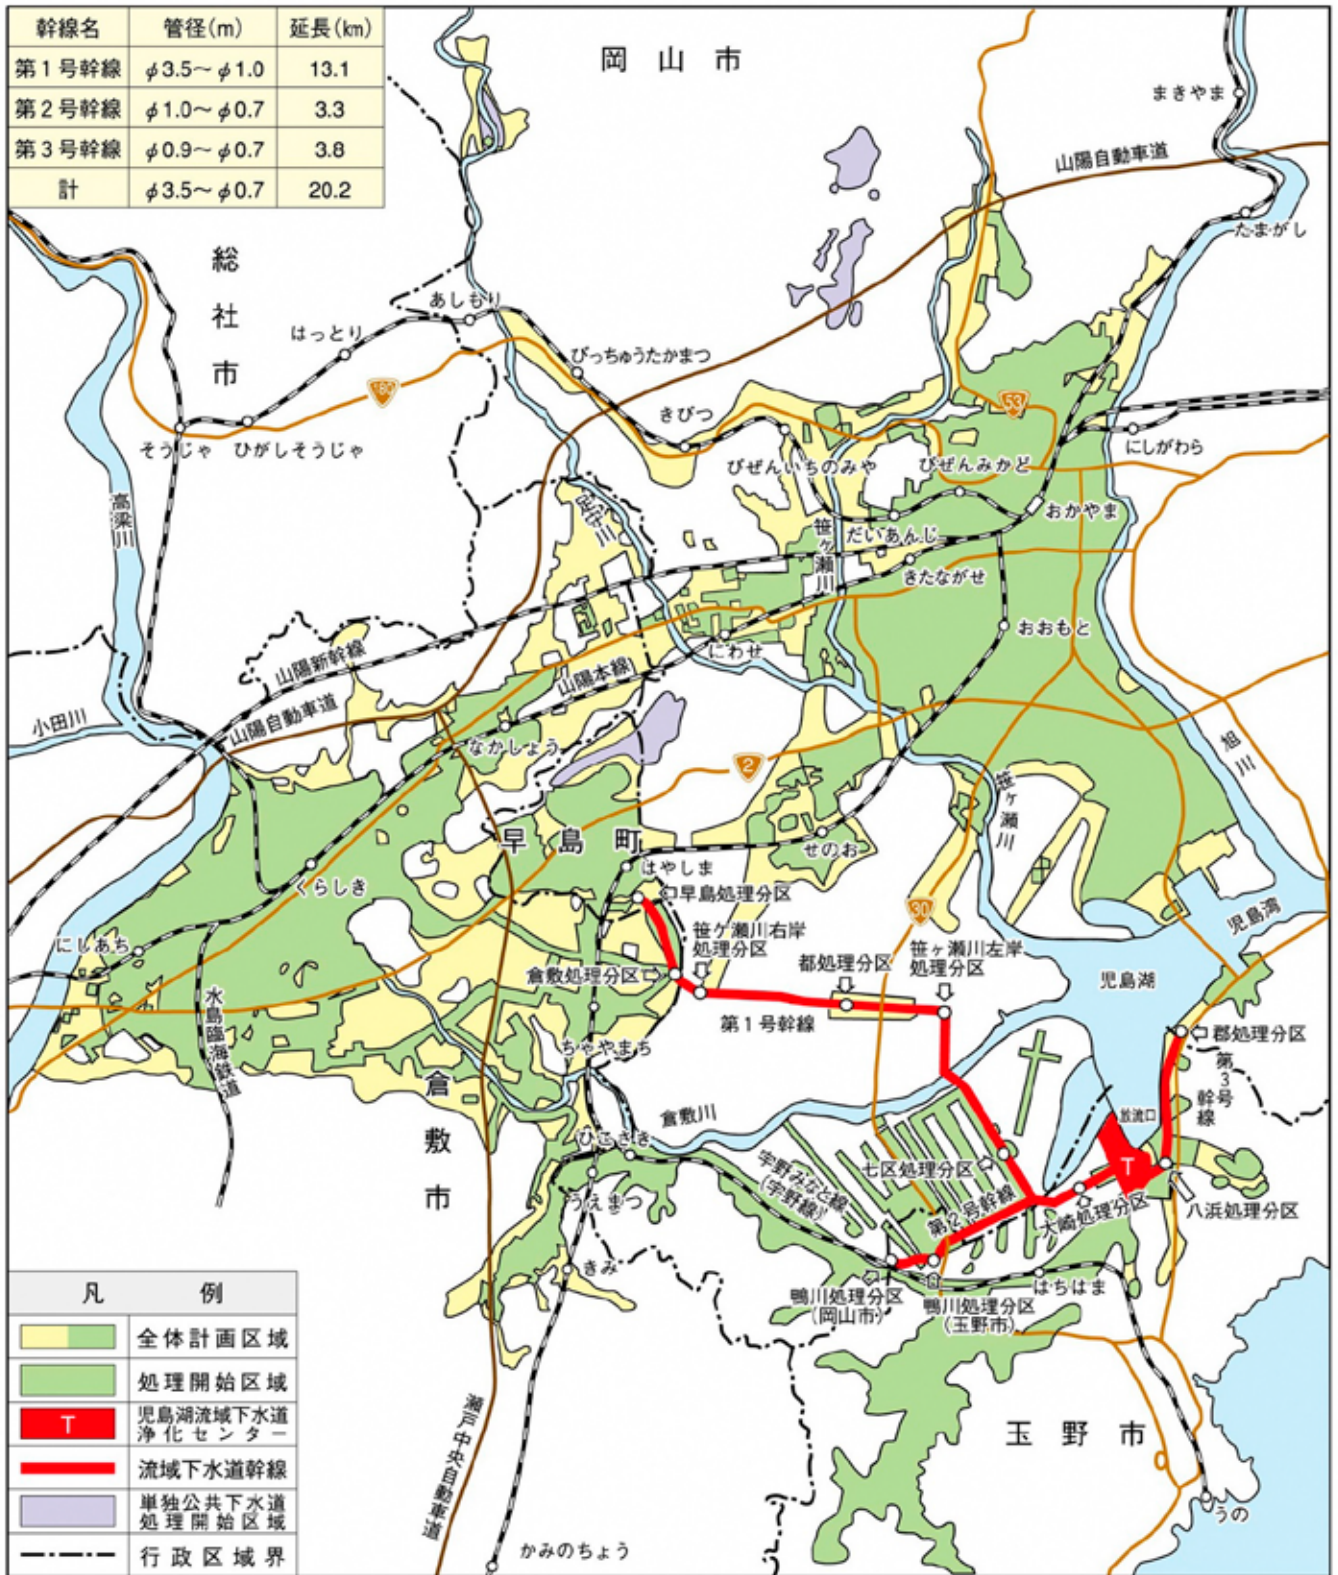 幹線名 管径(m) 延長(km)
第1号幹線 φ3.5～φ1.0 13.1
第2号幹線 φ1.0～φ0.7 3.3
第3号幹線 φ0.9～φ0.7 3.8
計 φ3.5～φ0.7 20.2
岡山市
まきやま
山陽自動車道
たまがし
総社市
あしもり
はっとり
びっちゅうたかまつ
180
53
きびつ
そうじゃ
ひがしそうじゃ
びぜんいちのみや
びぜんみかど
にしがわら
高梁川
足守川
笹ヶ瀬川
おかやま
だいあんじ
きたながせ
おおもと
にわせ
山陽新幹線
山陽本線
小田川
山陽自動車道
なかしょう
2
旭川
笹ヶ瀬川
早島町
せのお
はやしま
くらしき
早島処理分区
30
児島湾
にしあち
笹ケ瀬川右岸
処理分区
笹ヶ瀬川左岸
処理分区
都処理分区
倉敷処理分区
児島湖
水島臨海鉄道
第1号幹線
ちゃやまち
郡処理分区
第3号幹線
倉敷市
倉敷川
放流口
ひこさき
七区処理分区
T
宇野みなと線
(宇野線)
うえまつ
第2号幹線
大崎処理分区
八浜処理分区
きみ
はちはま
鴨川処理分区
(岡山市)
鴨川処理分区
(玉野市)
凡例
全体計画区域
処理開始区域
T
児島湖流域下水道
浄化センター
流域下水道幹線
単独公共下水道
処理開始区域
行政区域界
瀬戸中央自動車道
かみのちょう
玉野市
うの